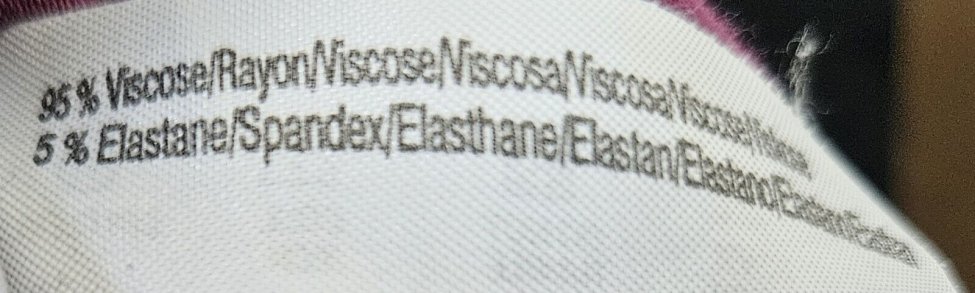 95 % Viscose/Rayon/Viscose/Viscosa/Viscosa/Viscose/
5 % Elastane/Spandex/Elasthane/Elastan/Elastano/